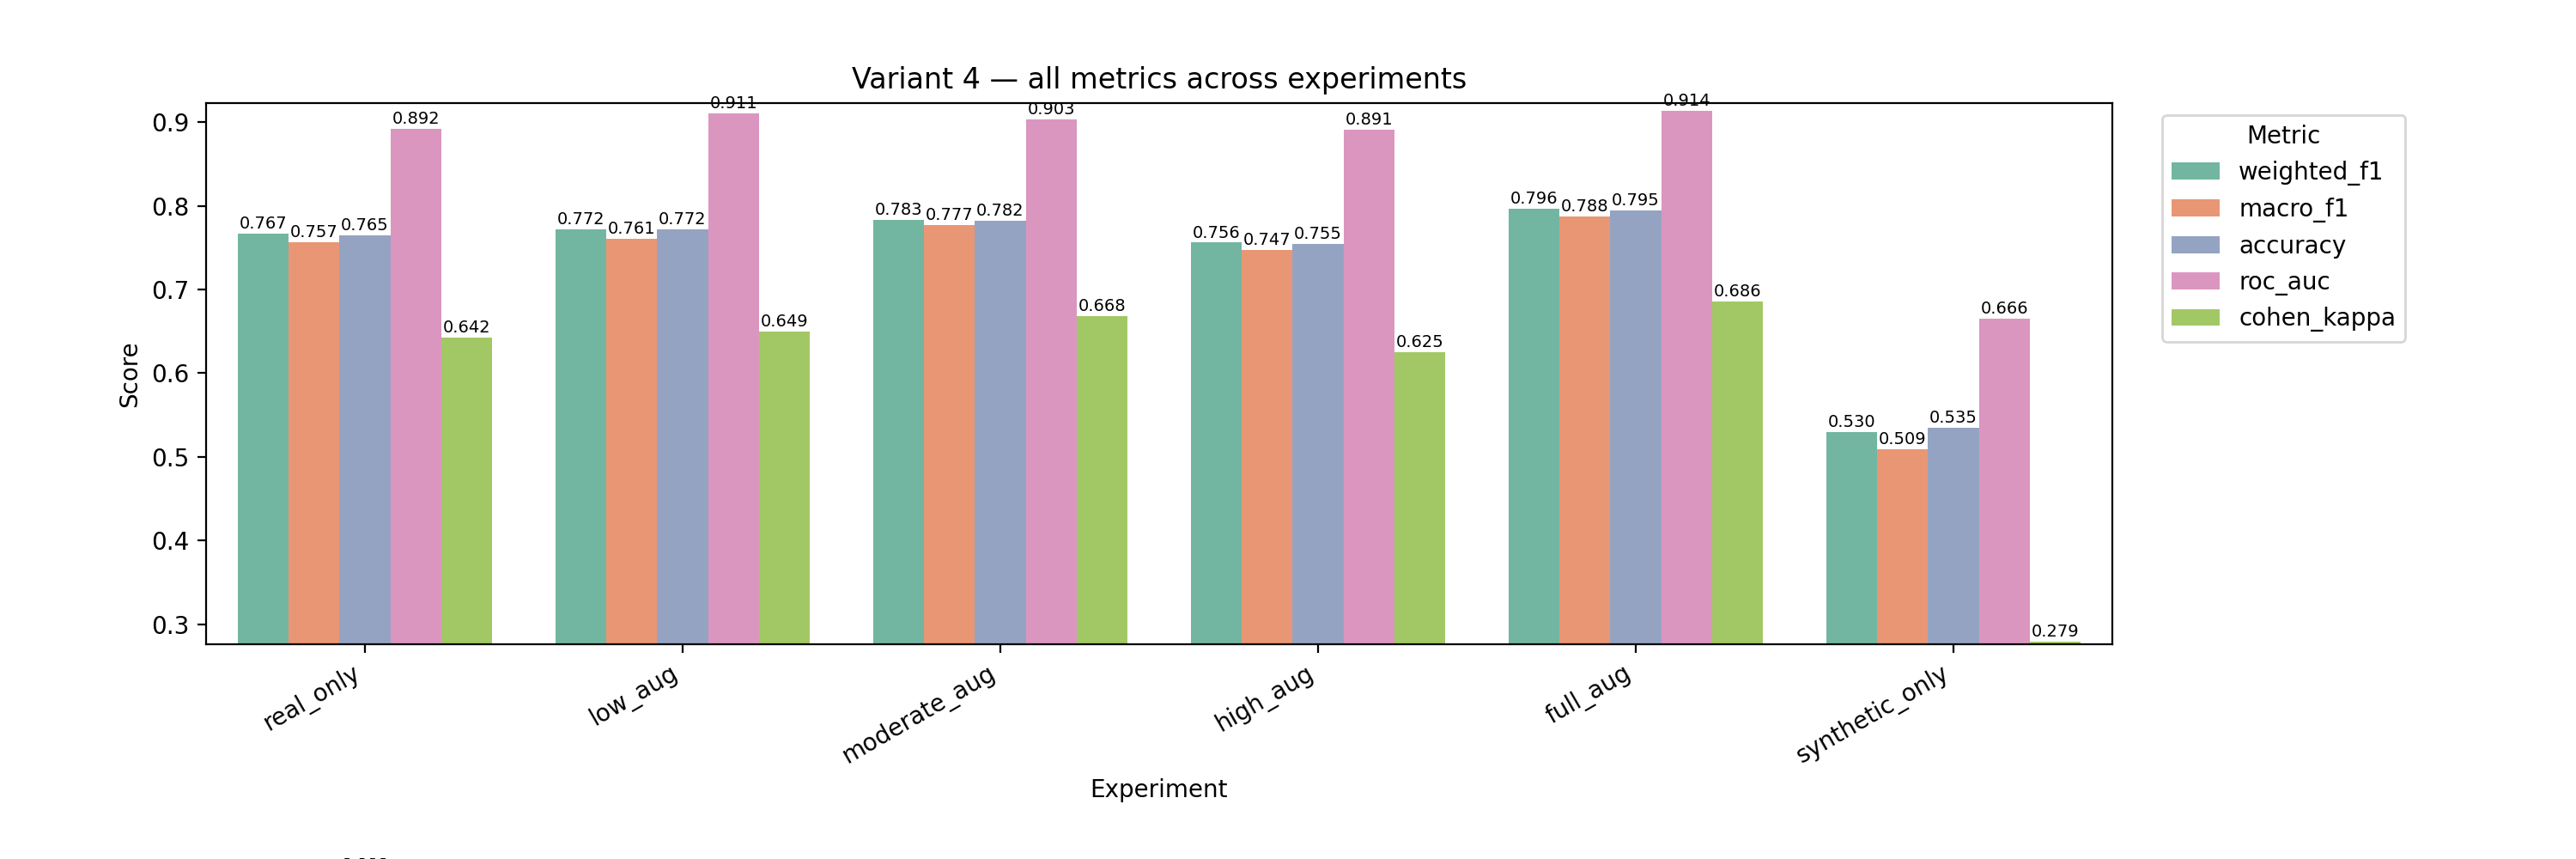 Variant 4 — all metrics across experiments
Score
0.9
0.8
0.7
0.6
0.5
0.4
0.3
0.767 0.757 0.765 0.892 0.642
0.772 0.761 0.772 0.911 0.649
0.783 0.777 0.782 0.903 0.668
0.756 0.747 0.755 0.891 0.625
0.796 0.788 0.795 0.914 0.686
0.530 0.509 0.535 0.666 0.279
real_only
low_aug
moderate_aug
high_aug
full_aug
synthetic_only
Experiment
Metric
weighted_f1
macro_f1
accuracy
roc_auc
cohen_kappa